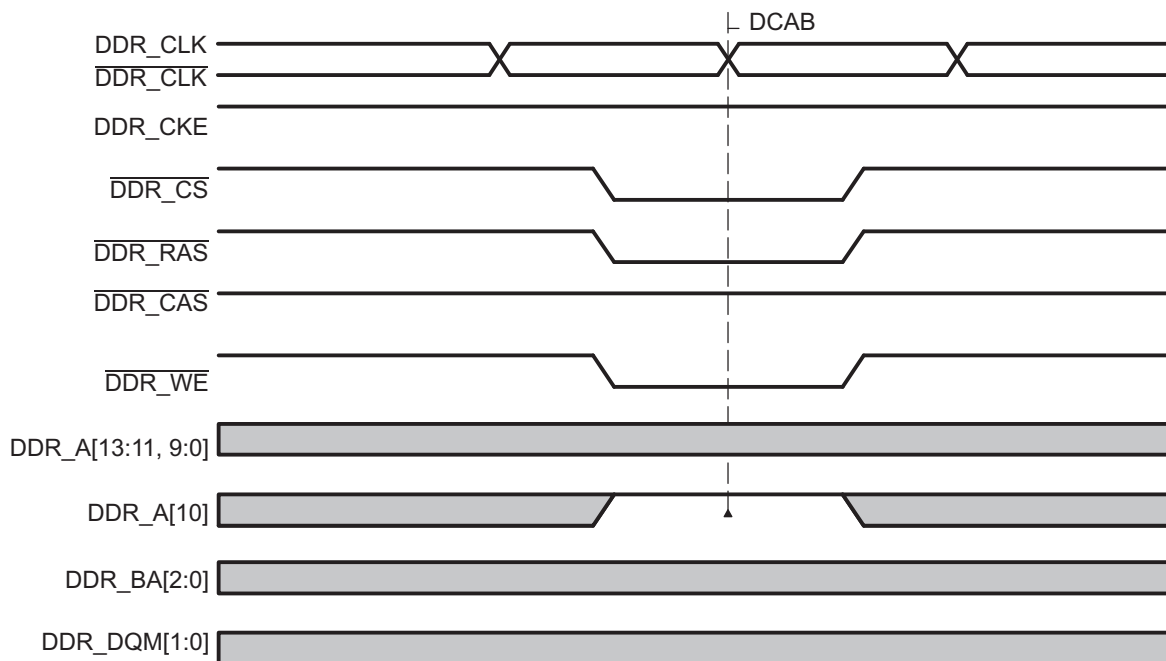 DCAB
DDR_CLK
DDR_CLK
DDR_CKE
DDR_CS
DDR_RAS
DDR_CAS
DDR_WE
DDR_A[13:11, 9:0]
DDR_A[10]
DDR_BA[2:0]
DDR_DQM[1:0]